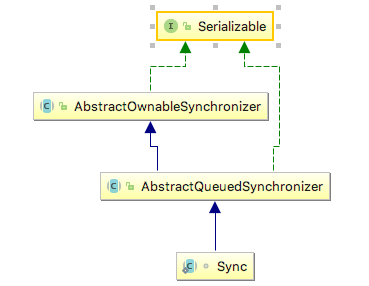 I Serializable
C AbstractOwnableSynchronizer
C AbstractQueuedSynchronizer
C Sync